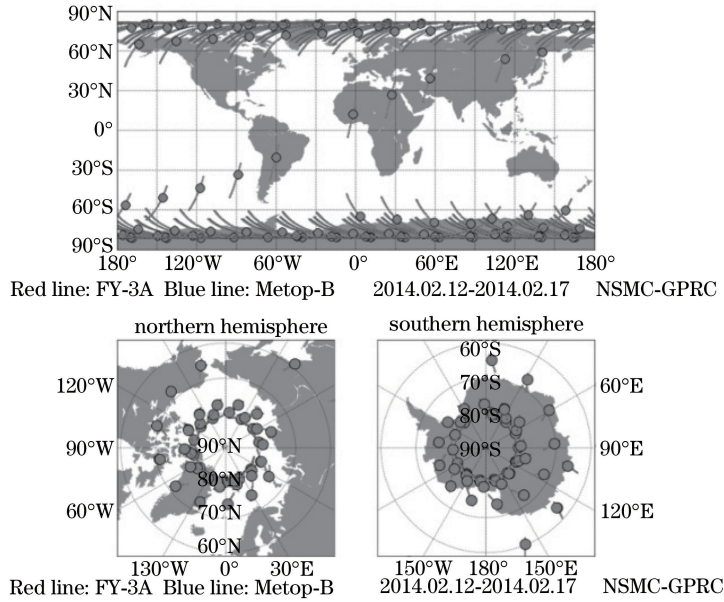 90°N
60°N
30°N
0°
30°S
60°S
90°S
180° 120°W 60°W 0° 60°E 120°E 180°
Red line: FY-3A Blue line: Metop-B 2014.02.12-2014.02.17 NSMC-GPRC
northern hemisphere southern hemisphere
120°W
90°W
60°W
90°N
80°N
70°N
60°N
130°W 0° 30°E
60°S
70°S
80°S
90°S
60°E
90°E
120°E
150°W 180° 150°E
Red line: FY-3A Blue line: Metop-B 2014.02.12-2014.02.17 NSMC-GPRC